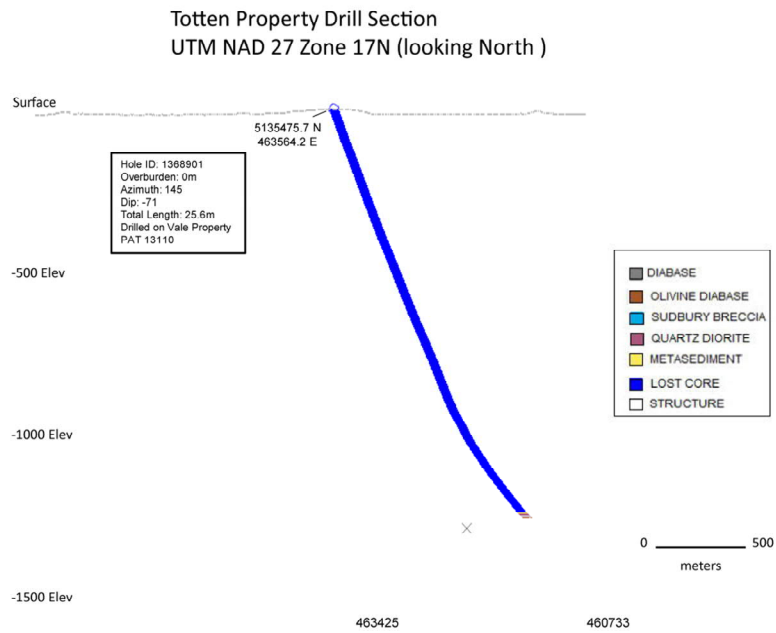 Totten Property Drill Section
UTM NAD 27 Zone 17N (looking North )
Surface
5135475.7 N
463564.2 E
Hole ID: 1368901
Overburden: 0m
Azimuth: 145
Dip: -71
Total Length: 25.6m
Drilled on Vale Property
PAT 13110
-500 Elev
DIABASE
OLIVINE DIABASE
SUDBURY BRECCIA
QUARTZ DIORITE
METASEDIMENT
LOST CORE
STRUCTURE
-1000 Elev
0 500
meters
-1500 Elev
463425 460733